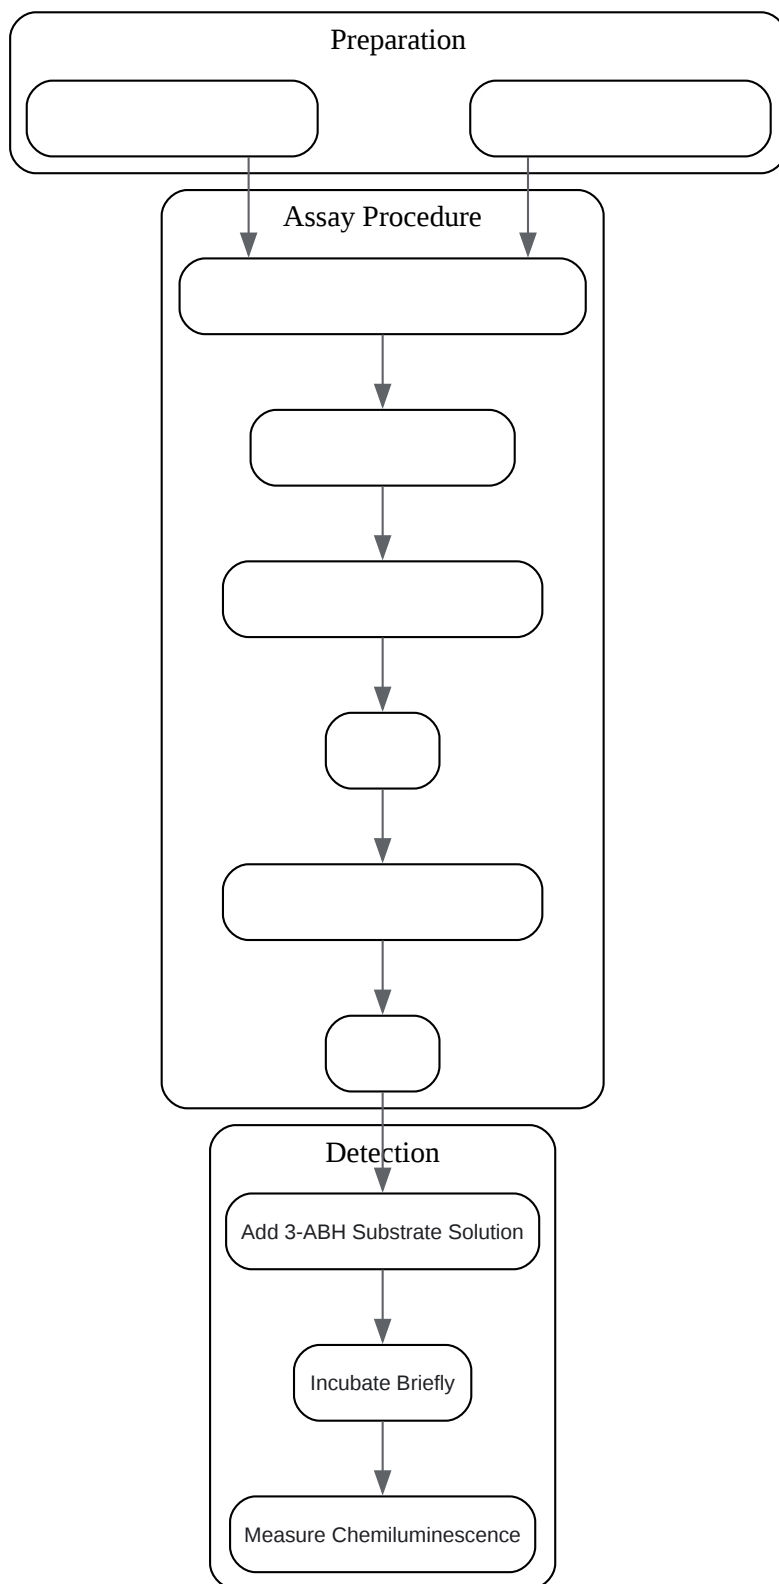 Preparation
Assay Procedure
Detection
Add 3-ABH Substrate Solution
Incubate Briefly
Measure Chemiluminescence